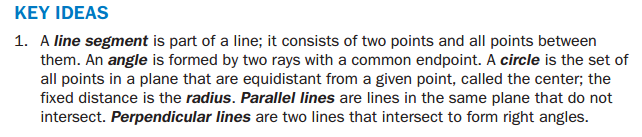 KEY IDEAS
1. A line segment is part of a line; it consists of two points and all points between
them. An angle is formed by two rays with a common endpoint. A circle is the set of
all points in a plane that are equidistant from a given point, called the center; the
fixed distance is the radius. Parallel lines are lines in the same plane that do not
intersect. Perpendicular lines are two lines that intersect to form right angles.